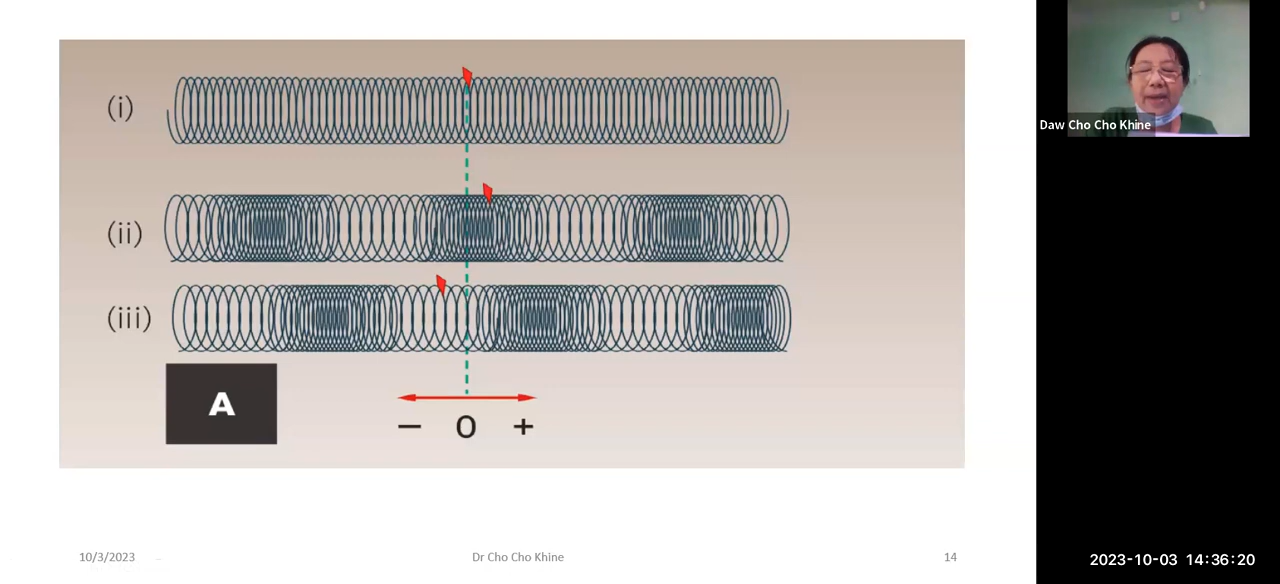 (i)
(ii)
(iii)
A
− 0 +
Daw Cho Cho Khine
10/3/2023
Dr Cho Cho Khine
14
2023-10-03 14:36:20